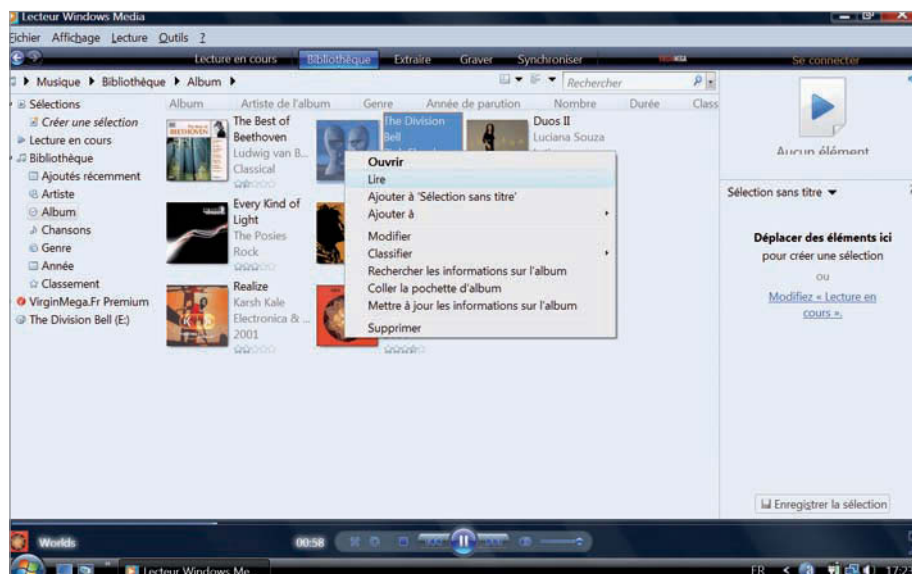 Lecteur Windows Media
Fichier Affichage Lecture Outils ?
Lecture en cours Bibliothèque Extraire Graver Synchroniser Se connecter
Musique Bibliothèque Album
Rechercher
Sélections
Créer une sélection
Lecture en cours
Bibliothèque
Ajoutés récemment
Artiste
Album
Chansons
Genre
Année
Classement
VirginMega.Fr Premium
The Division Bell (E:)
Album Artiste de l'album Genre Année de parution Nombre Durée Class
The Best of
Beethoven
Ludwig van B...
Classical
The Division
Bell
Duos II
Luciana Souza
Every Kind of
Light
The Posies
Rock
Realize
Karsh Kale
Electronica & ...
2001
Ouvrir
Lire
Ajouter à 'Sélection sans titre'
Ajouter à
Modifier
Classifier
Rechercher les informations sur l'album
Coller la pochette d'album
Mettre à jour les informations sur l'album
Supprimer
Aucun élément
Sélection sans titre
Déplacer des éléments ici
pour créer une sélection
ou
Modifiez « Lecture en
cours ».
Enregistrer la sélection
Worlds 00:58
Lecteur Windows Me...
FR 17:23